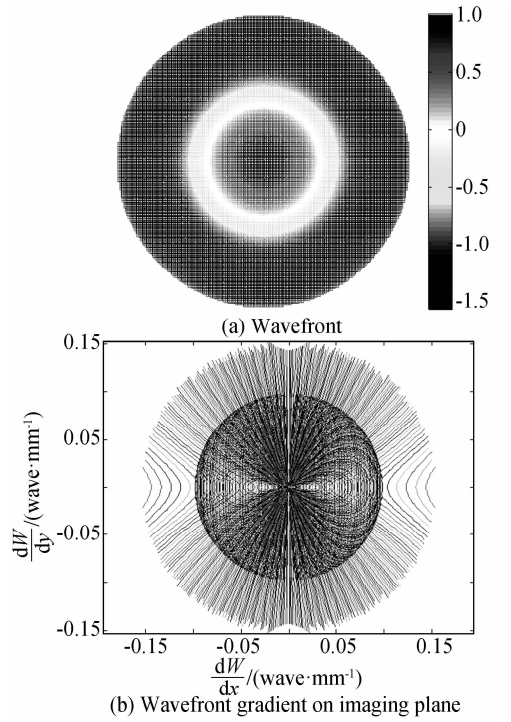 1.0
0.5
0
-0.5
-1.0
-1.5
(a) Wavefront
0.15
0.05
-0.05
-0.15
dW/dy/(wave·mm⁻¹)
-0.15 -0.05 0.05 0.15
dW/dx/(wave·mm⁻¹)
(b) Wavefront gradient on imaging plane